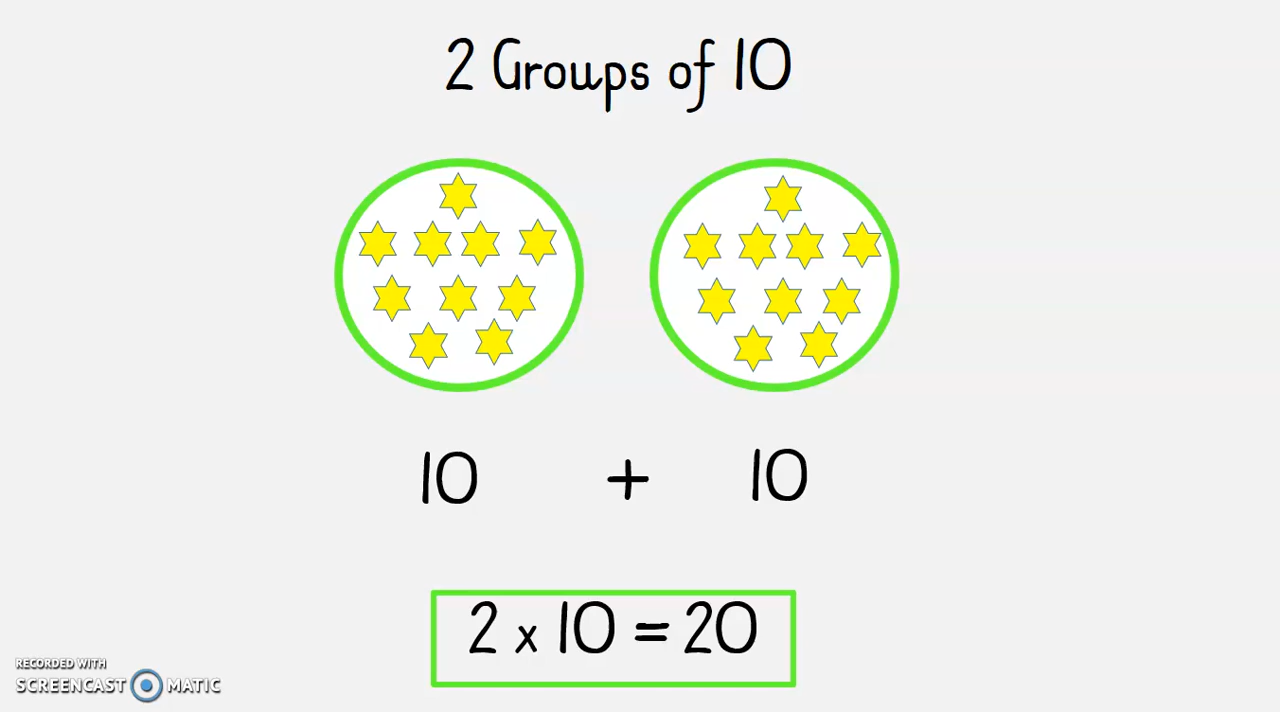 2 Groups of 10
10 + 10
2 x 10 = 20
RECORDED WITH
SCREENCAST MATIC